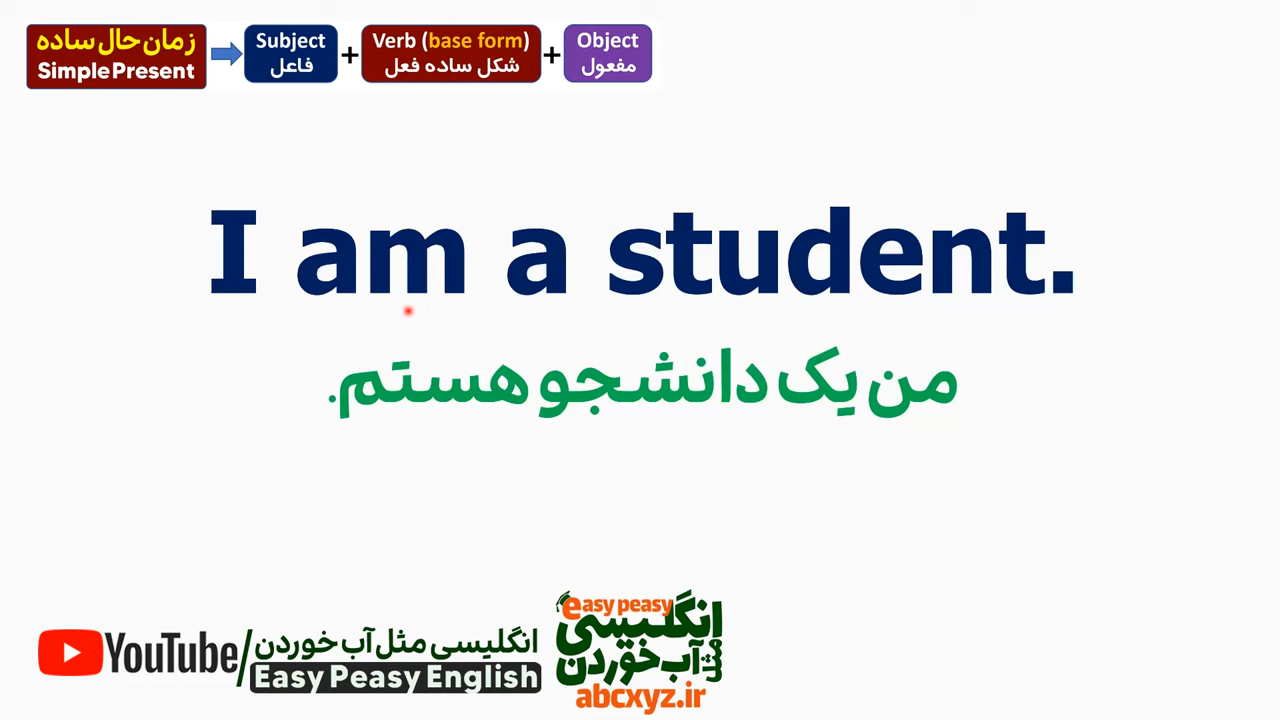 زمان حال ساده
Simple Present
Subject
فاعل
+
Verb (base form)
شکل ساده فعل
+
Object
مفعول
I am a student.
من یک دانشجو هستم.
YouTube/
انگلیسی مثل آب خوردن
Easy Peasy English
easy peasy
انگلیسی
مثل
آب خوردن
abcxyz.ir